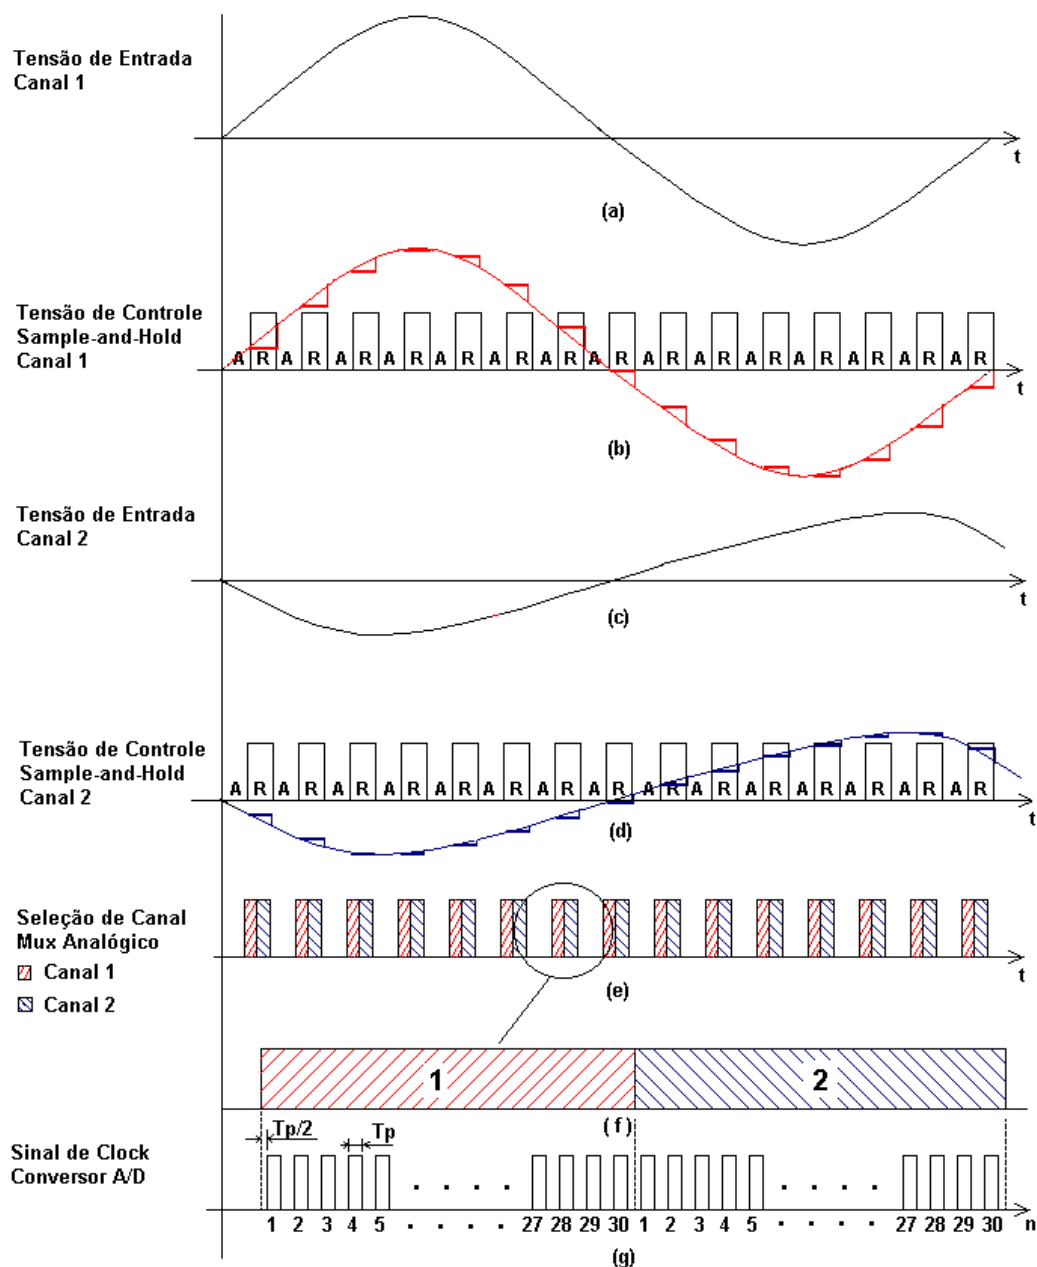 Tensão de Entrada
Canal 1
t
(a)
Tensão de Controle
Sample-and-Hold
Canal 1
A R A R A R A R A R A R A R A R A R A R A R A R A R A R A R
t
(b)
Tensão de Entrada
Canal 2
t
(c)
Tensão de Controle
Sample-and-Hold
Canal 2
A R A R A R A R A R A R A R A R A R A R A R A R A R A R A R
t
(d)
Seleção de Canal
Mux Analógico
Canal 1
Canal 2
t
(e)
1 2
(f)
Sinal de Clock
Conversor A/D
Tp/2 Tp
1 2 3 4 5 . . . . 27 28 29 30 1 2 3 4 5 . . . . 27 28 29 30 n
(g)